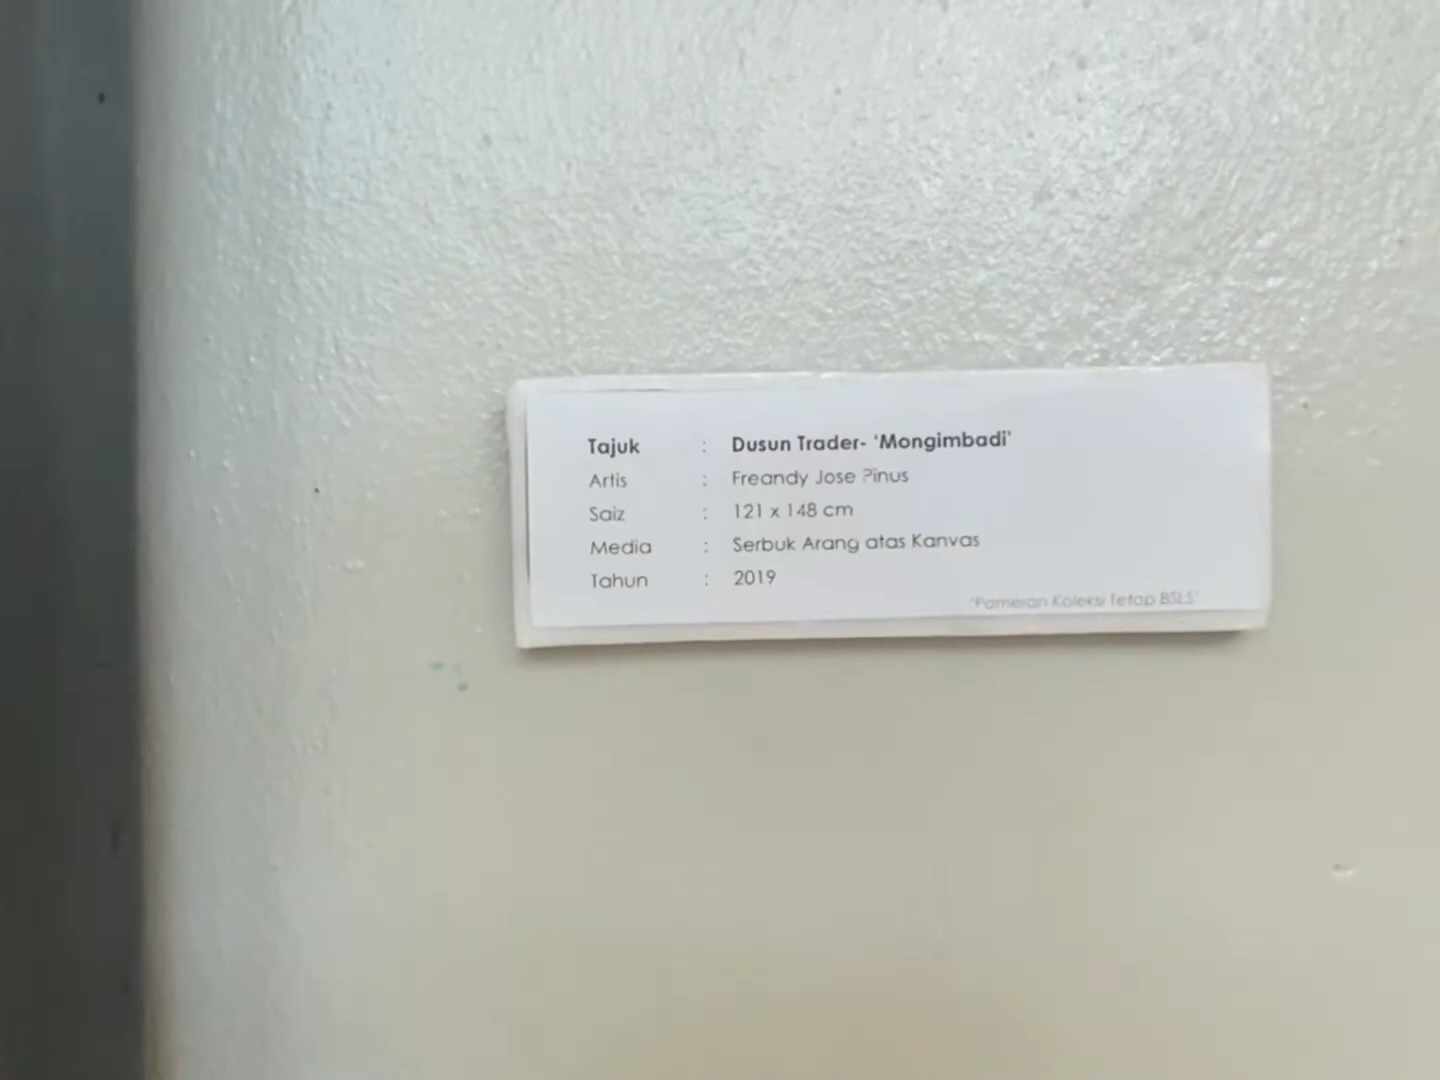 Tajuk : Dusun Trader- 'Mongimbadi'
Artis : Freandy Jose Pinus
Saiz : 121 x 148 cm
Media : Serbuk Arang atas Kanvas
Tahun : 2019
'Pameran Koleksi Tetap BSLS'